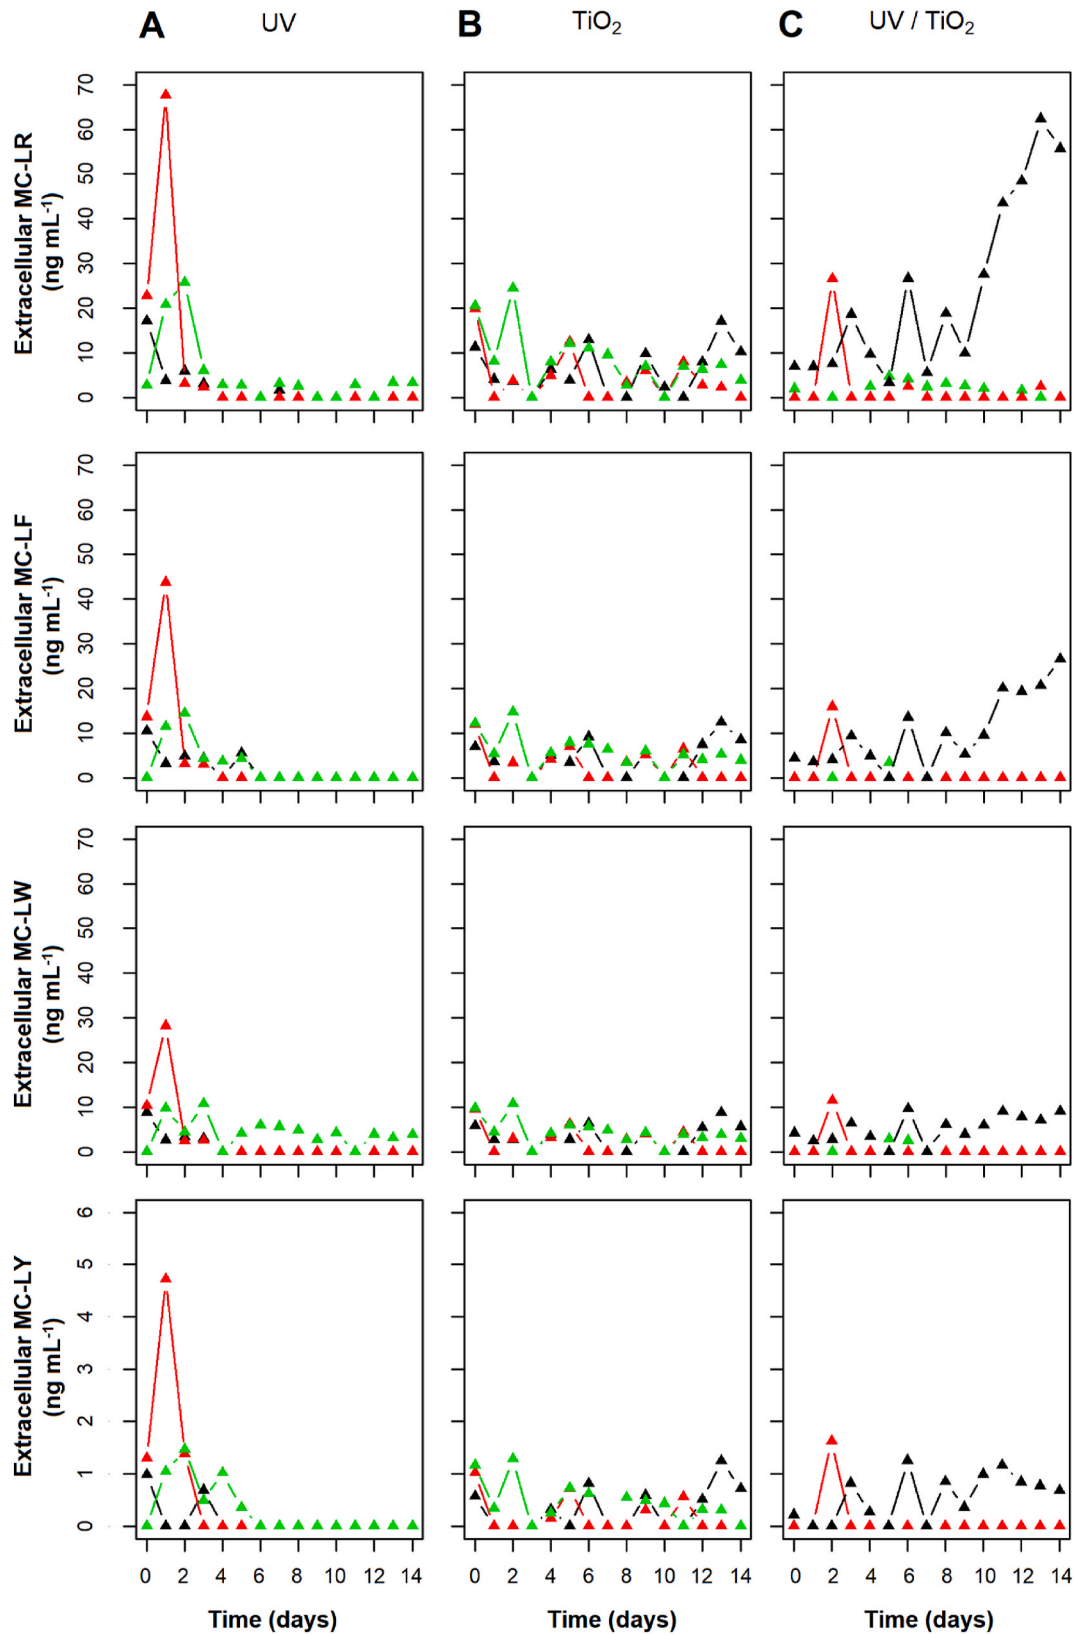 A UV B TiO₂ C UV / TiO₂
Extracellular MC-LR
(ng mL⁻¹)
70
60
50
40
30
20
10
0
Extracellular MC-LF
(ng mL⁻¹)
70
60
50
40
30
20
10
0
Extracellular MC-LW
(ng mL⁻¹)
70
60
50
40
30
20
10
0
Extracellular MC-LY
(ng mL⁻¹)
6
5
4
3
2
1
0
0 2 4 6 8 10 12 14 0 2 4 6 8 10 12 14 0 2 4 6 8 10 12 14
Time (days) Time (days) Time (days)